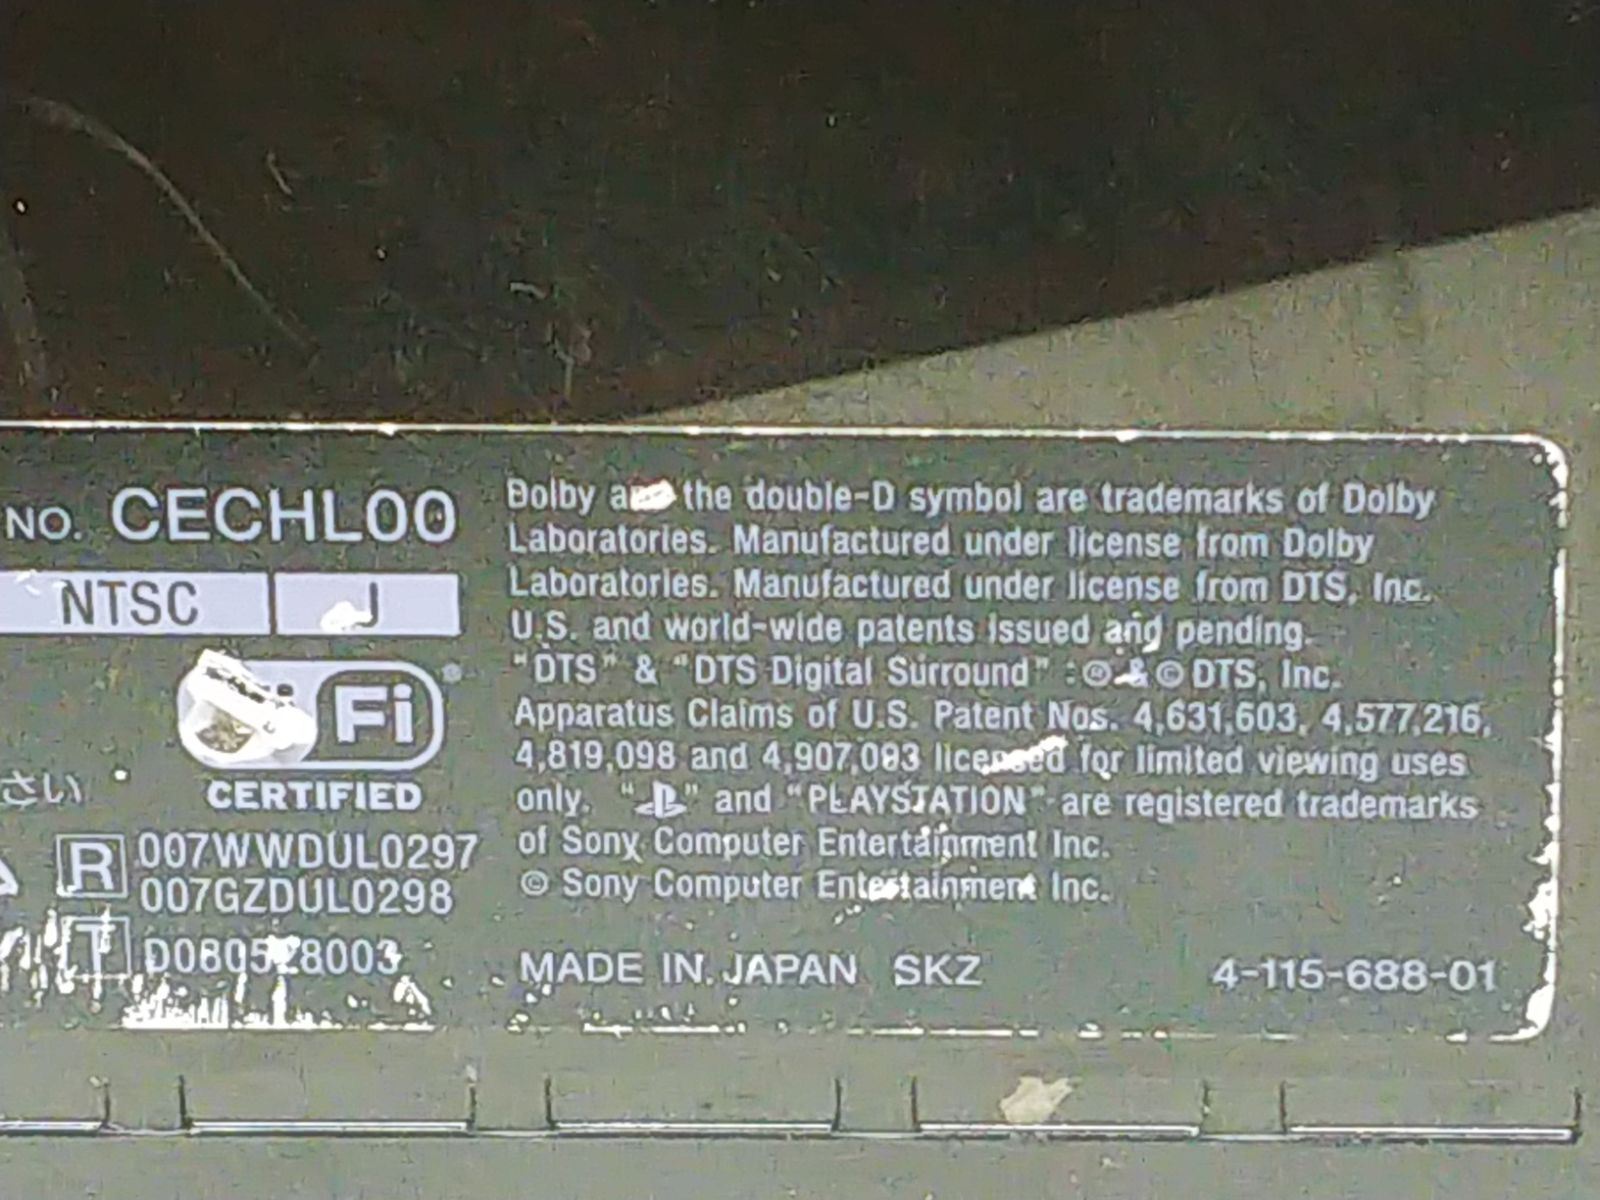 NO. CECHL00
NTSC J
Fi
CERTIFIED
さい
R 007WWDUL0297
007GZDUL0298
T D080528003
Dolby and the double-D symbol are trademarks of Dolby
Laboratories. Manufactured under license from Dolby
Laboratories. Manufactured under license from DTS, Inc.
U.S. and world-wide patents issued and pending.
"DTS" & "DTS Digital Surround" : ® & © DTS, Inc.
Apparatus Claims of U.S. Patent Nos. 4,631,603, 4,577,216,
4,819,098 and 4,907,093 licensed for limited viewing uses
only. " " and "PLAYSTATION" are registered trademarks
of Sony Computer Entertainment Inc.
© Sony Computer Entertainment Inc.
MADE IN JAPAN SKZ 4-115-688-01